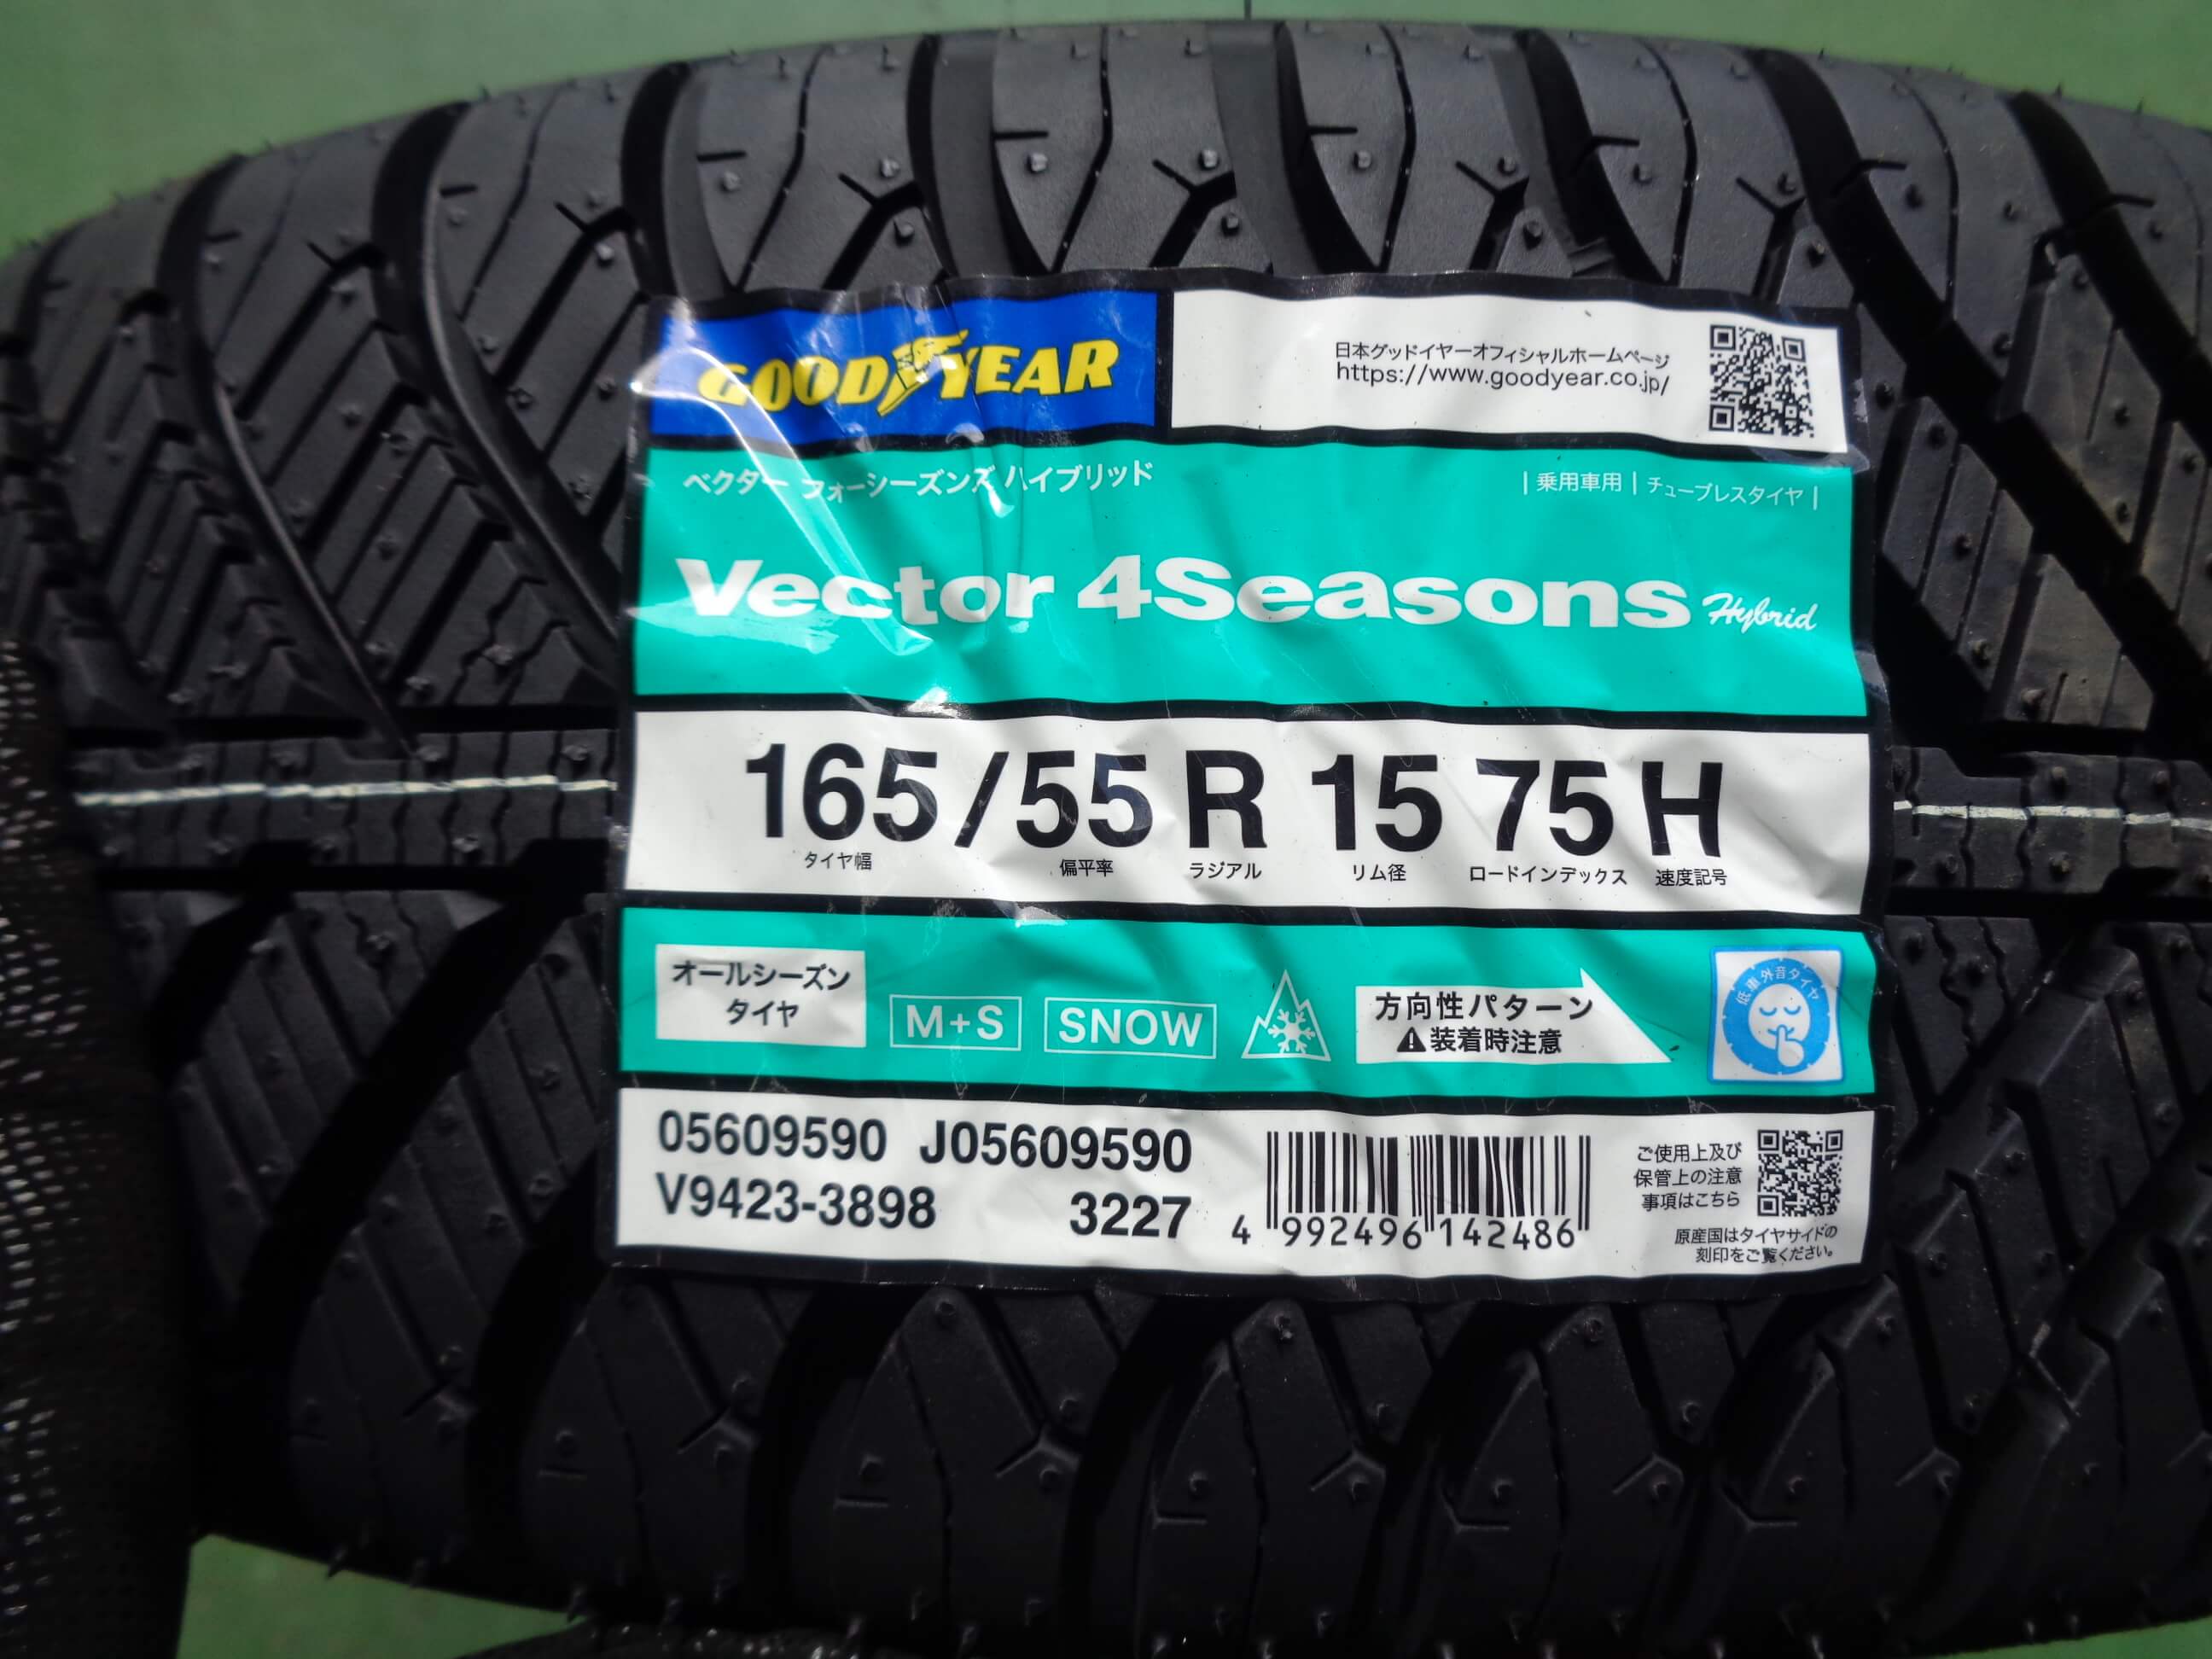 GOODYEAR
日本グッドイヤーオフィシャルホームページ
https://www.goodyear.co.jp/
ベクター フォーシーズンズ ハイブリッド
| 乗用車用 | チューブレスタイヤ |
Vector 4Seasons Hybrid
165/55 R 15 75 H
タイヤ幅 偏平率 ラジアル リム径 ロードインデックス 速度記号
オールシーズン
タイヤ
M+S
SNOW
方向性パターン
⚠装着時注意
低車外音タイヤ
05609590 J05609590
V9423-3898 3227
4 992496 142486
ご使用上及び
保管上の注意
事項はこちら
原産国はタイヤサイドの
刻印をご覧ください。